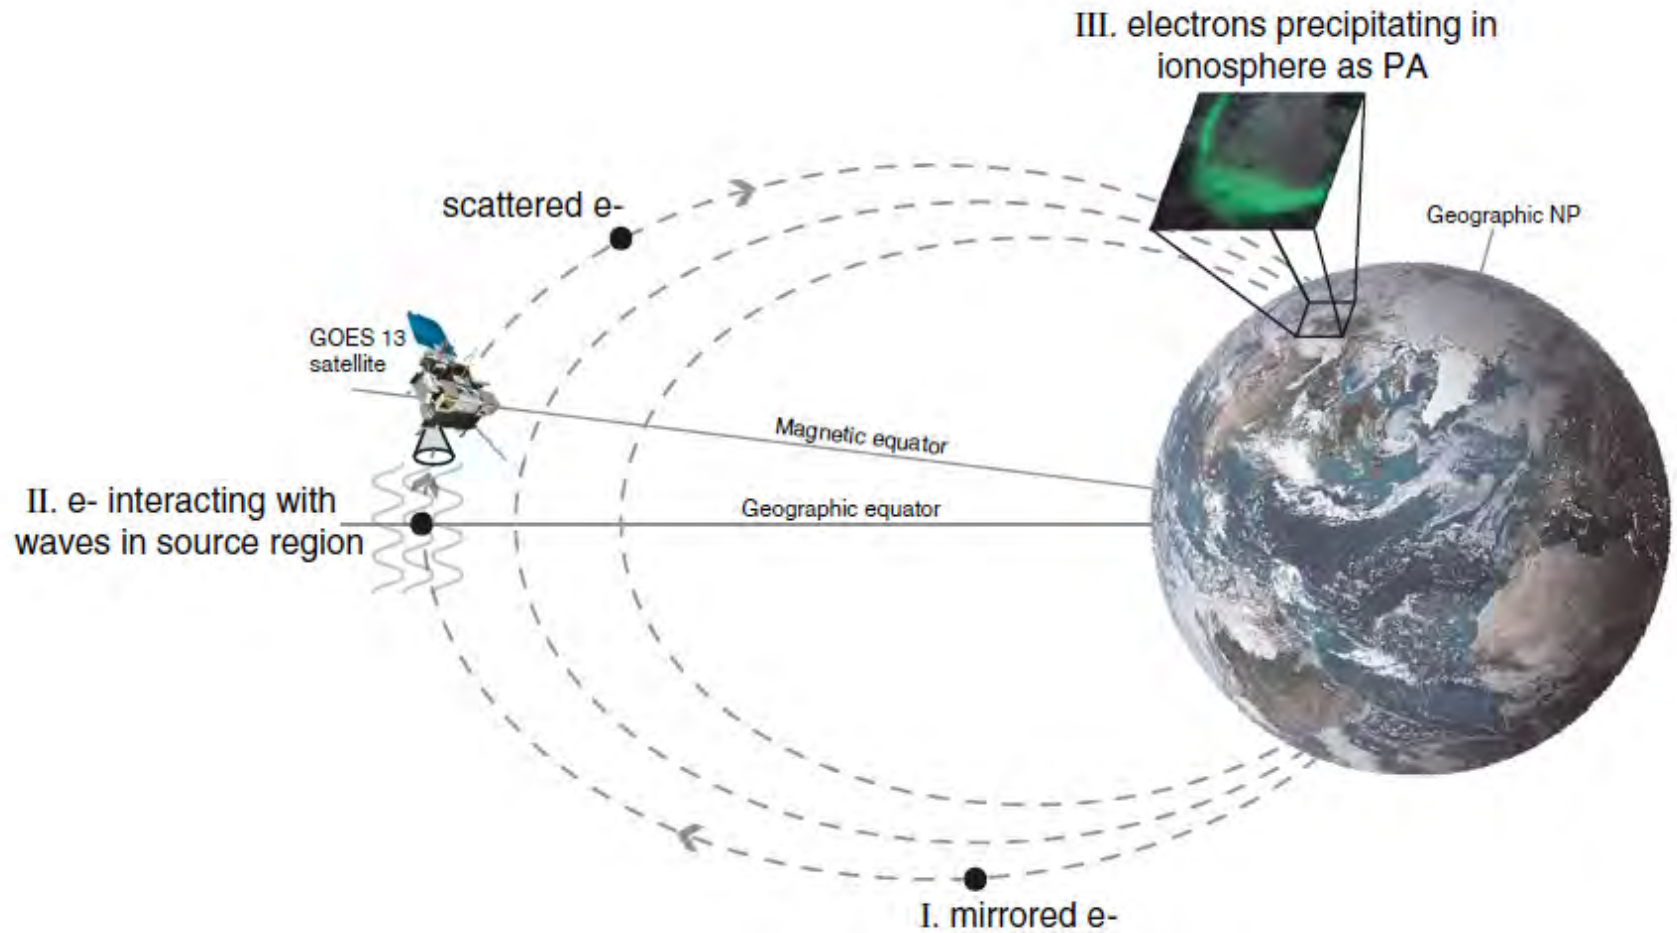 III. electrons precipitating in
ionosphere as PA
scattered e-
Geographic NP
GOES 13
satellite
Magnetic equator
II. e- interacting with
waves in source region
Geographic equator
I. mirrored e-